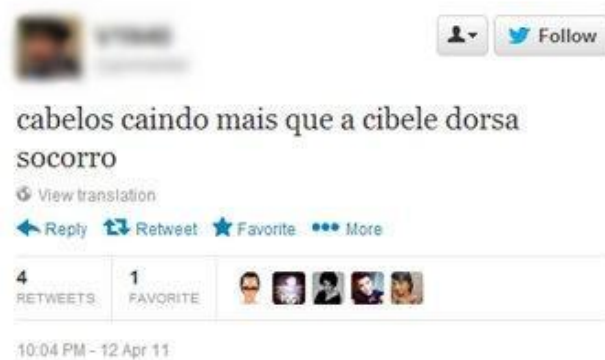 Follow
cabelos caindo mais que a cibele dorsa
socorro
View translation
Reply Retweet Favorite More
4 1
RETWEETS FAVORITE
10:04 PM - 12 Apr 11